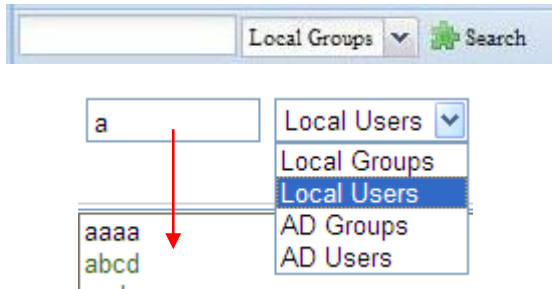 Local Groups Search
a Local Users
Local Groups
Local Users
AD Groups
AD Users
aaaa
abcd